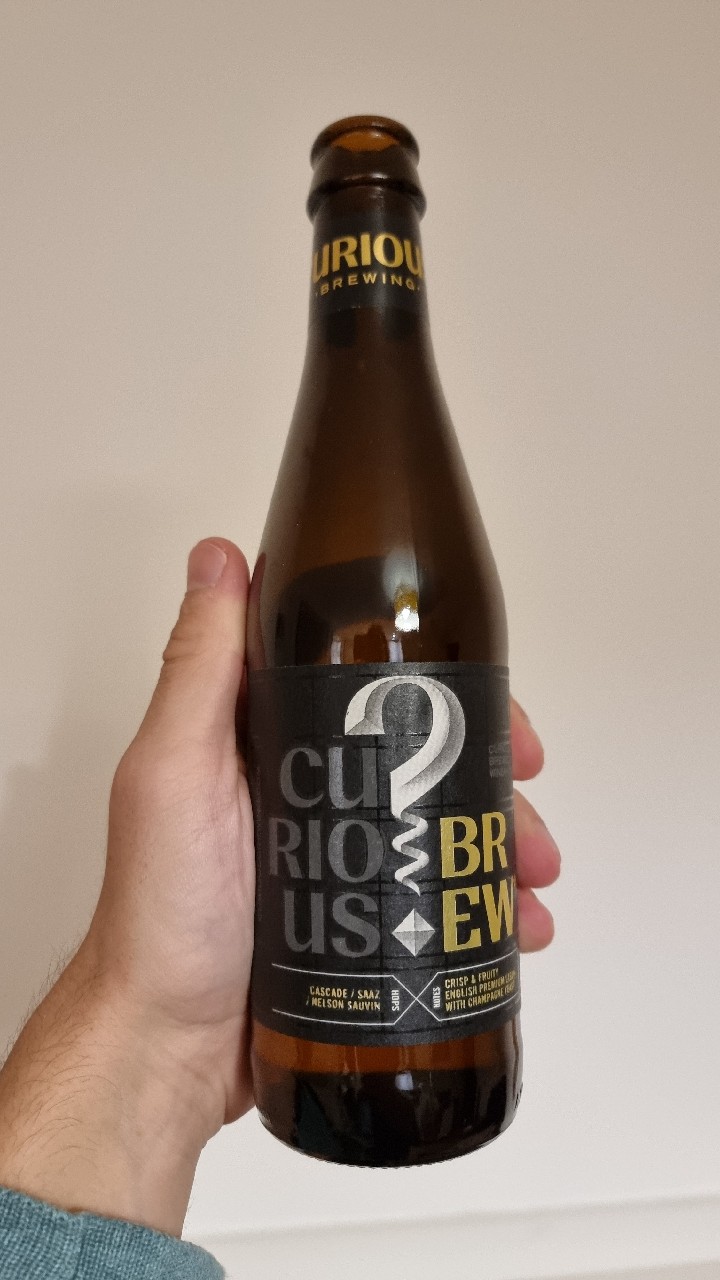 URIOU
·BREWING·
?
CU
RIO
US
BR
EW
CASCADE / SAAZ
/ NELSON SAUVIN
HOPS
NOTES
CRISP & FRUITY
ENGLISH PREMIUM
WITH CHAMPAGNE